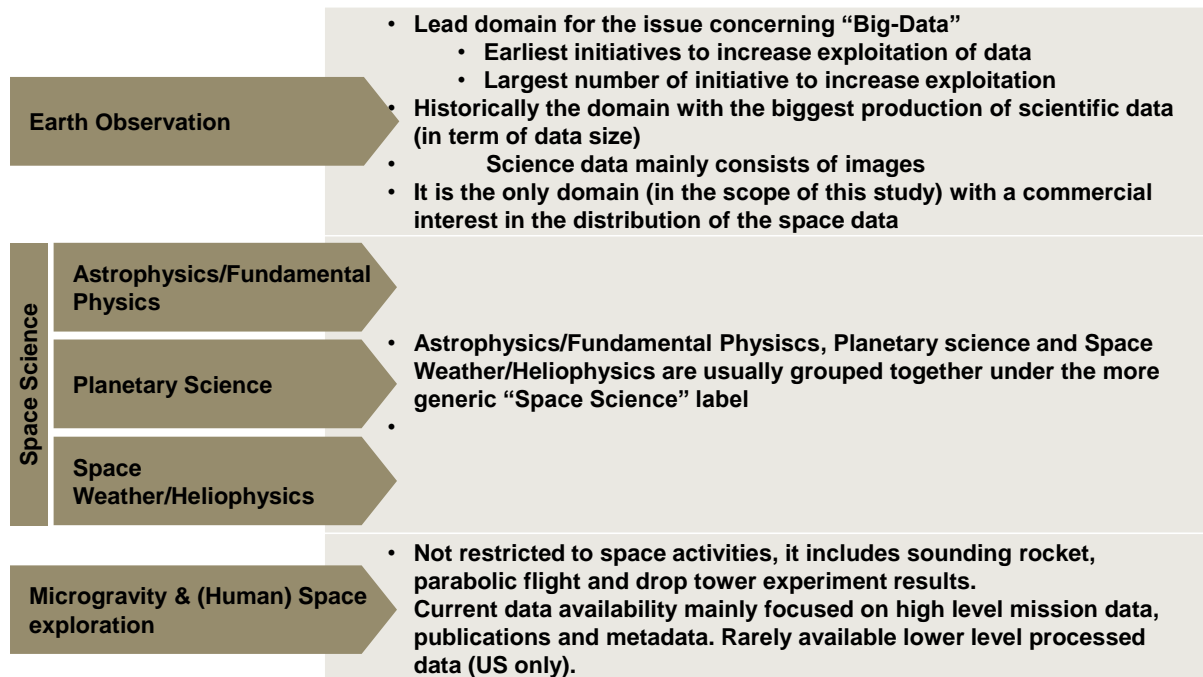 Earth Observation
• Lead domain for the issue concerning “Big-Data”
• Earliest initiatives to increase exploitation of data
• Largest number of initiative to increase exploitation
• Historically the domain with the biggest production of scientific data
(in term of data size)
• Science data mainly consists of images
• It is the only domain (in the scope of this study) with a commercial
interest in the distribution of the space data
Space Science
Astrophysics/Fundamental
Physics
Planetary Science
Space
Weather/Heliophysics
• Astrophysics/Fundamental Physiscs, Planetary science and Space
Weather/Heliophysics are usually grouped together under the more
generic “Space Science” label
•
Microgravity & (Human) Space
exploration
• Not restricted to space activities, it includes sounding rocket,
parabolic flight and drop tower experiment results.
Current data availability mainly focused on high level mission data,
publications and metadata. Rarely available lower level processed
data (US only).